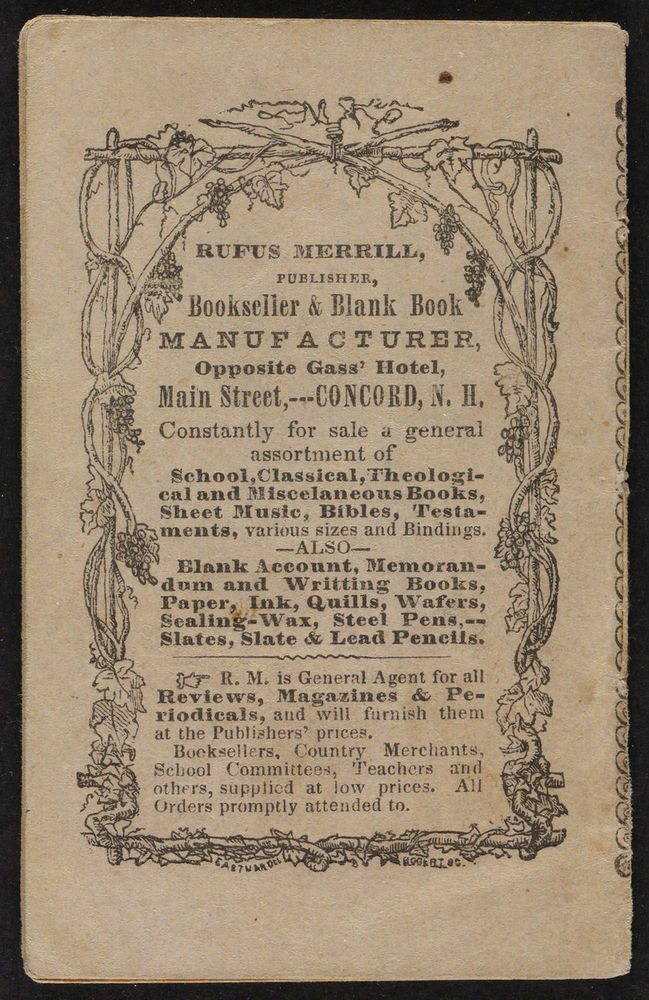 RUFUS MERRILL,
PUBLISHER,
Bookseller & Blank Book
MANUFACTURER,
Opposite Gass' Hotel,
Main Street,---CONCORD, N. H.
Constantly for sale a general
assortment of
School, Classical, Theologi-
cal and Miscelaneous Books,
Sheet Music, Bibles, Testa-
ments, various sizes and Bindings.
—ALSO—
Blank Account, Memoran-
dum and Writting Books,
Paper, Ink, Quills, Wafers,
Sealing-Wax, Steel Pens,--
Slates, Slate & Lead Pencils.
☞ R. M. is General Agent for all
Reviews, Magazines & Pe-
riodicals, and will furnish them
at the Publishers' prices.
Booksellers, Country Merchants,
School Committees, Teachers and
others, supplied at low prices. All
Orders promptly attended to.